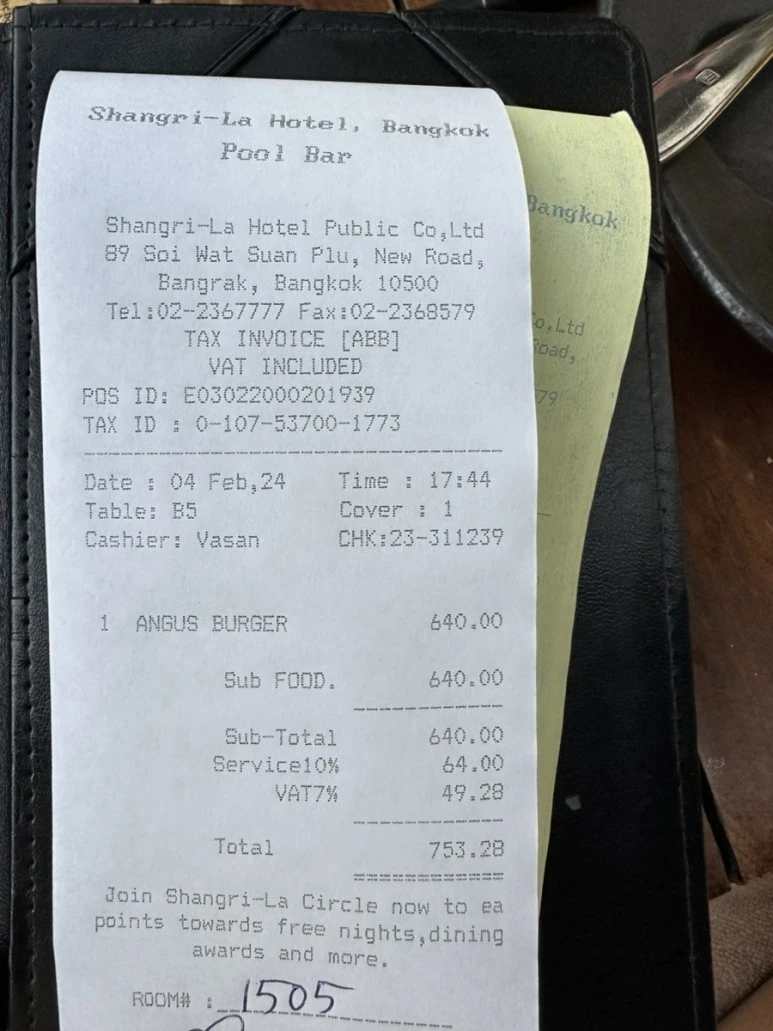 Shangri-La Hotel, Bangkok
Pool Bar
Shangri-La Hotel Public Co,Ltd
89 Soi Wat Suan Plu, New Road,
Bangrak, Bangkok 10500
Tel:02-2367777 Fax:02-2368579
TAX INVOICE [ABB]
VAT INCLUDED
POS ID: E03022000201939
TAX ID : 0-107-53700-1773
Date : 04 Feb,24 Time : 17:44
Table: B5 Cover : 1
Cashier: Vasan CHK:23-311239
1 ANGUS BURGER 640.00
Sub FOOD. 640.00
Sub-Total 640.00
Service10% 64.00
VAT7% 49.28
Total 753.28
Join Shangri-La Circle now to ea
points towards free nights,dining
awards and more.
ROOM# : 1505
Bangkok
Co,Ltd
Road,
79